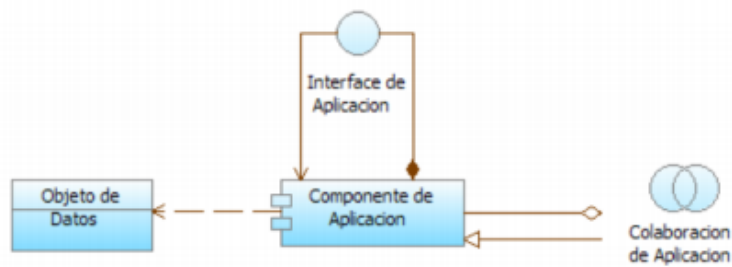 Interface de
Aplicacion
Objeto de
Datos
Componente de
Aplicacion
Colaboracion
de Aplicacion